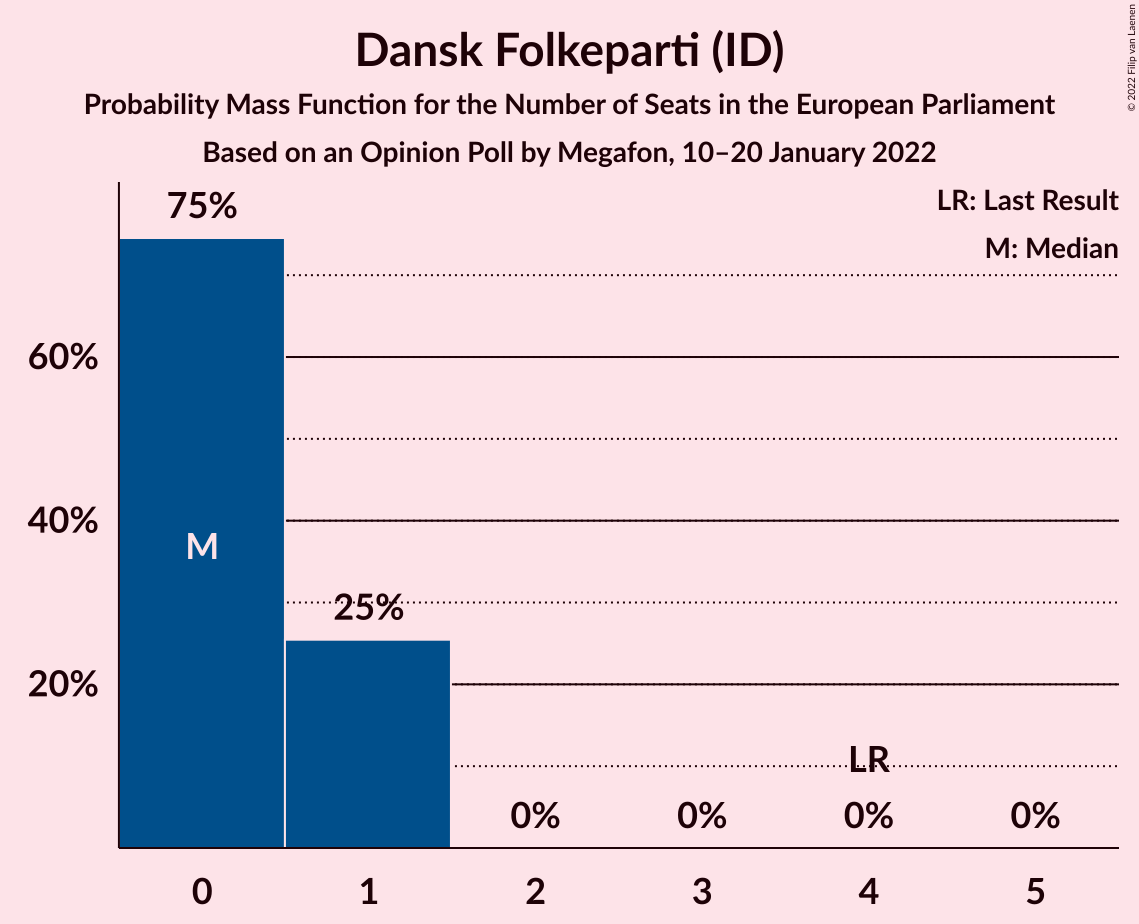 Dansk Folkeparti (ID)
Probability Mass Function for the Number of Seats in the European Parliament
Based on an Opinion Poll by Megafon, 10–20 January 2022
© 2022 Filip van Laenen
LR: Last Result
M: Median
75%
60%
40%
M
25%
20%
LR
0% 0% 0% 0%
0 1 2 3 4 5